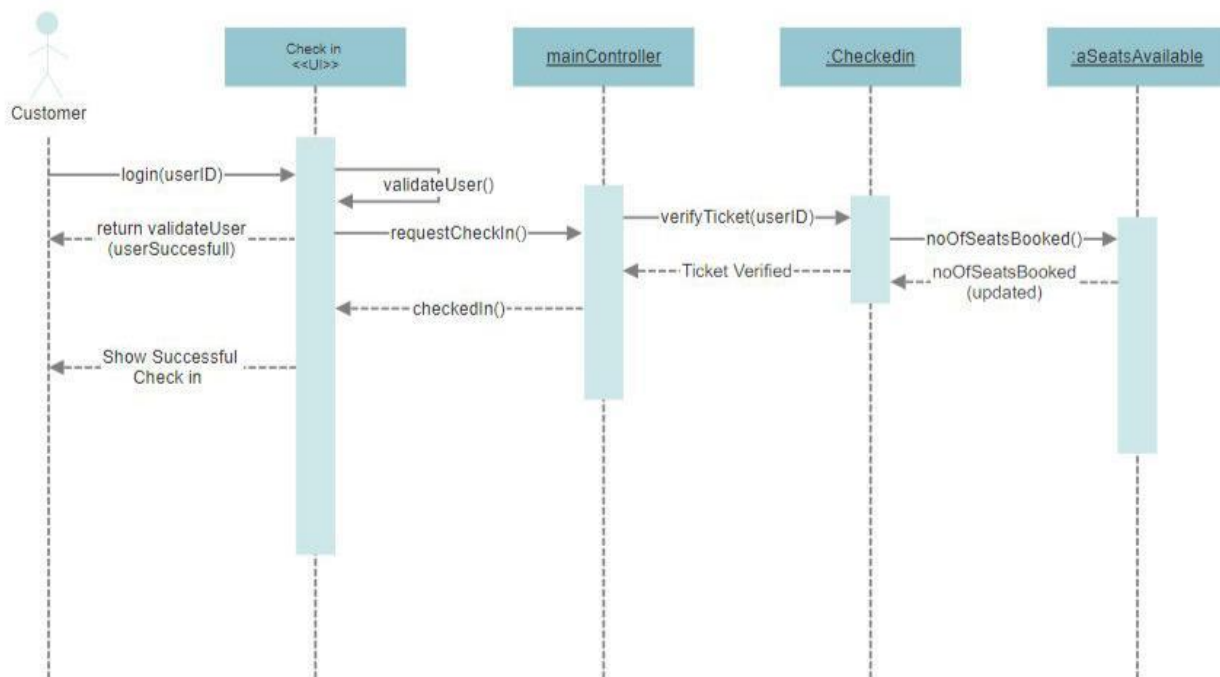 Check in
<<UI>>
mainController
:Checkedin
:aSeatsAvailable
Customer
login(userID)
validateUser()
return validateUser
(userSuccesfull)
requestCheckIn()
verifyTicket(userID)
noOfSeatsBooked()
Ticket Verified
noOfSeatsBooked
(updated)
checkedIn()
Show Successful
Check in